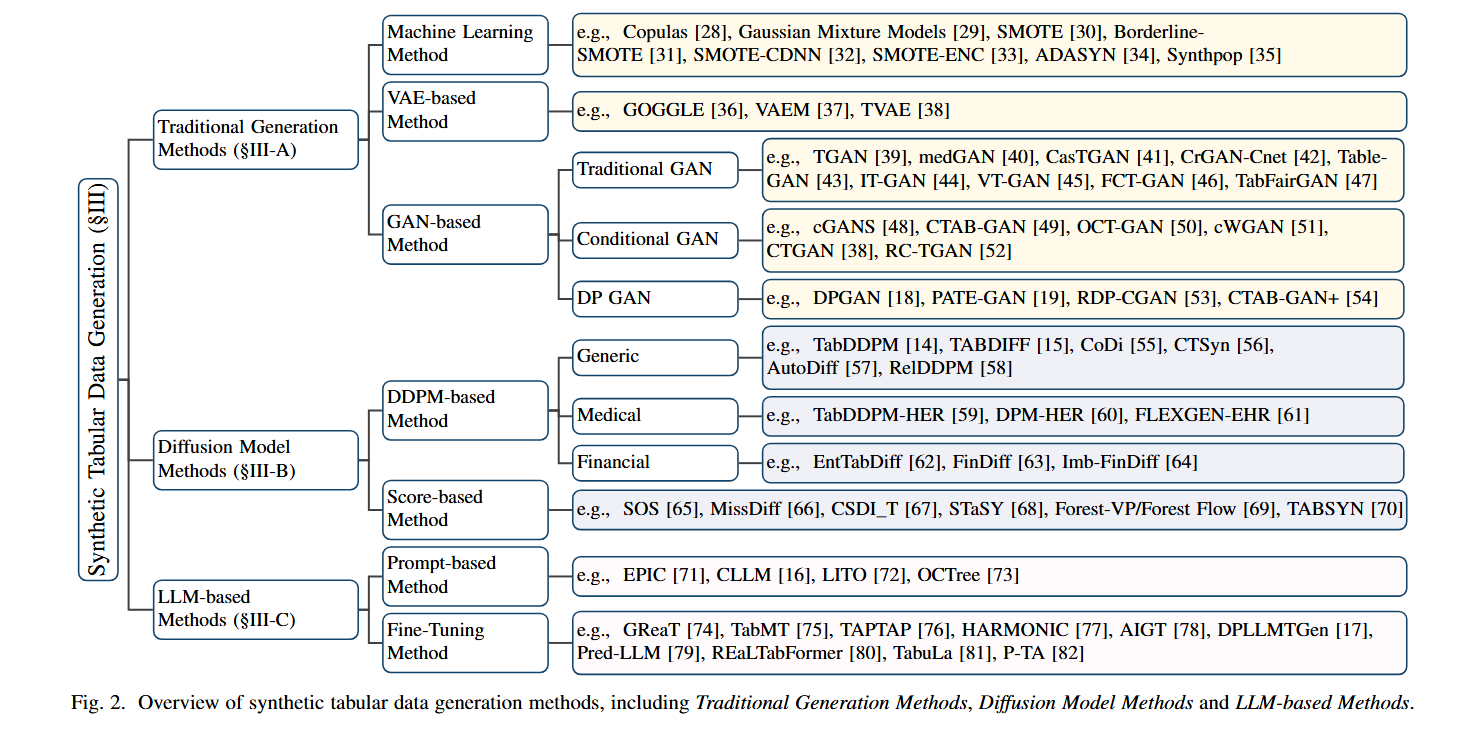 Synthetic Tabular Data Generation (§III)
Traditional Generation
Methods (§III-A)
Machine Learning
Method
e.g., Copulas [28], Gaussian Mixture Models [29], SMOTE [30], Borderline-
SMOTE [31], SMOTE-CDNN [32], SMOTE-ENC [33], ADASYN [34], Synthpop [35]
VAE-based
Method
e.g., GOGGLE [36], VAEM [37], TVAE [38]
GAN-based
Method
Traditional GAN
e.g., TGAN [39], medGAN [40], CasTGAN [41], CrGAN-Cnet [42], Table-
GAN [43], IT-GAN [44], VT-GAN [45], FCT-GAN [46], TabFairGAN [47]
Conditional GAN
e.g., cGANS [48], CTAB-GAN [49], OCT-GAN [50], cWGAN [51],
CTGAN [38], RC-TGAN [52]
DP GAN
e.g., DPGAN [18], PATE-GAN [19], RDP-CGAN [53], CTAB-GAN+ [54]
Diffusion Model
Methods (§III-B)
DDPM-based
Method
Generic
e.g., TabDDPM [14], TABDIFF [15], CoDi [55], CTSyn [56],
AutoDiff [57], RelDDPM [58]
Medical
e.g., TabDDPM-HER [59], DPM-HER [60], FLEXGEN-EHR [61]
Financial
e.g., EntTabDiff [62], FinDiff [63], Imb-FinDiff [64]
Score-based
Method
e.g., SOS [65], MissDiff [66], CSDI_T [67], STaSY [68], Forest-VP/Forest Flow [69], TABSYN [70]
LLM-based
Methods (§III-C)
Prompt-based
Method
e.g., EPIC [71], CLLM [16], LITO [72], OCTree [73]
Fine-Tuning
Method
e.g., GReaT [74], TabMT [75], TAPTAP [76], HARMONIC [77], AIGT [78], DPLLMTGen [17],
Pred-LLM [79], REaLTabFormer [80], TabuLa [81], P-TA [82]
Fig. 2. Overview of synthetic tabular data generation methods, including Traditional Generation Methods, Diffusion Model Methods and LLM-based Methods.